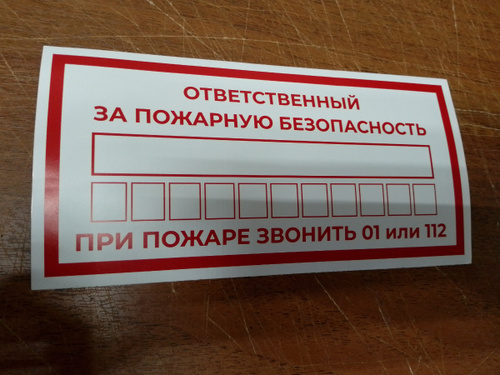 ОТВЕТСТВЕННЫЙ
ЗА ПОЖАРНУЮ БЕЗОПАСНОСТЬ
ПРИ ПОЖАРЕ ЗВОНИТЬ 01 или 112